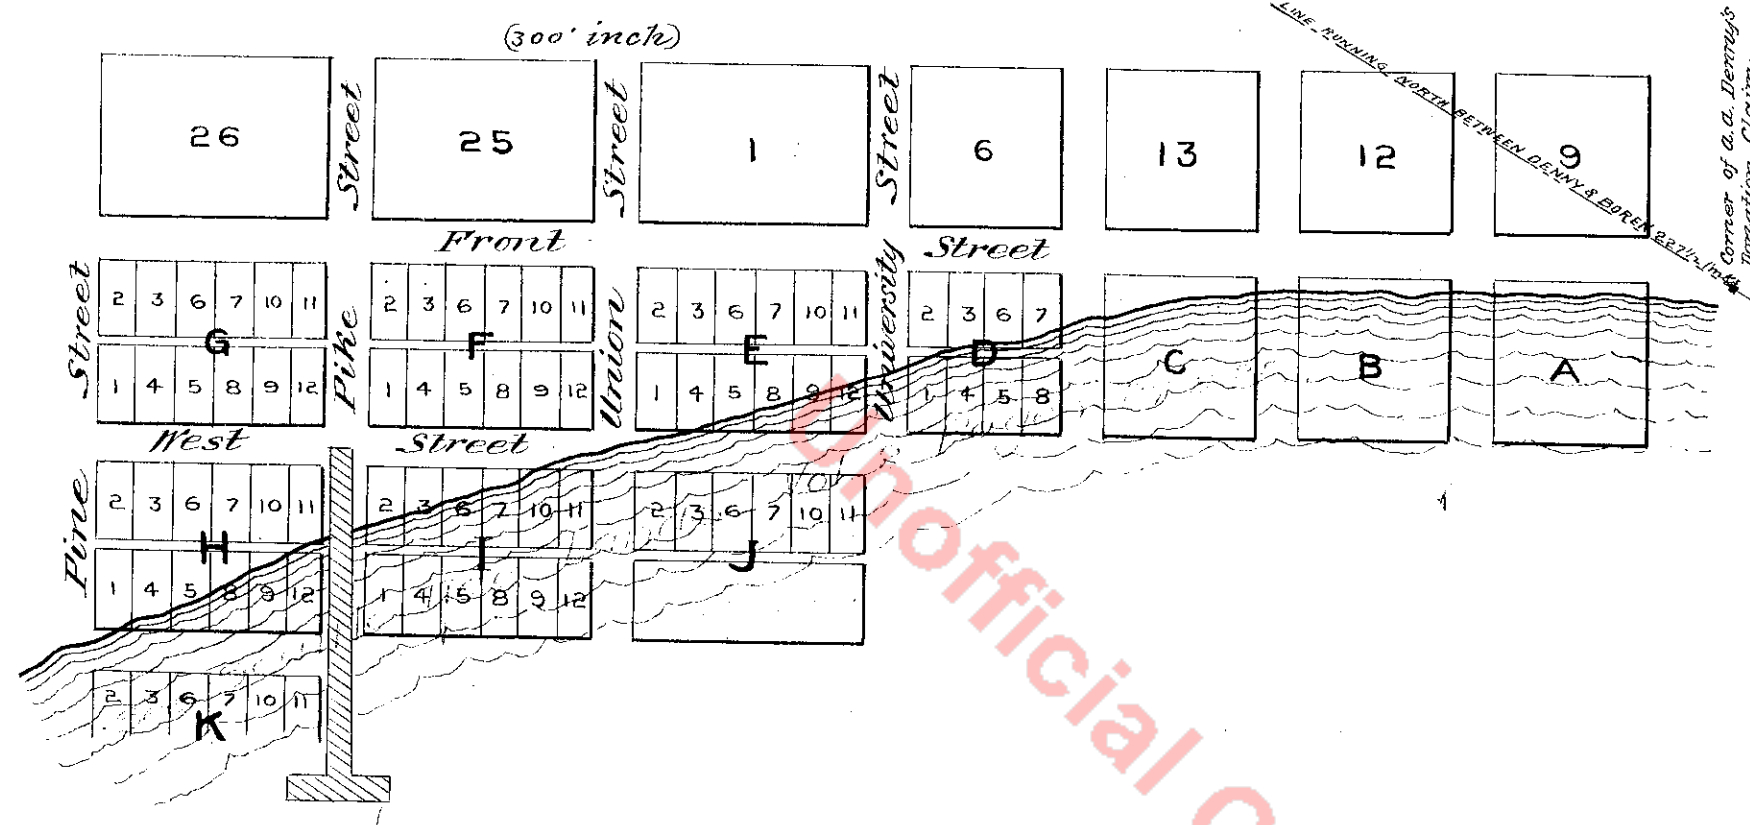 (300' inch)
LINE RUNNING NORTH BETWEEN DENNY & BOREN 227½
Corner of A.A. Denny's
Donation Claim.
26
Street
25
Street
1
Street
6
13
12
9
Front
Street
Street
Pike
Union
University
2 3 6 7 10 11
G
1 4 5 8 9 12
2 3 6 7 10 11
F
1 4 5 8 9 12
2 3 6 7 10 11
E
1 4 5 8 9 12
2 3 6 7
D
1 4 5 8
C
B
A
West
Street
Pine
2 3 6 7 10 11
H
1 4 5 8 9 12
2 3 6 7 10 11
I
1 4 5 8 9 12
2 3 6 7 10 11
J
2 3 6 7 10 11
K
Unofficial C